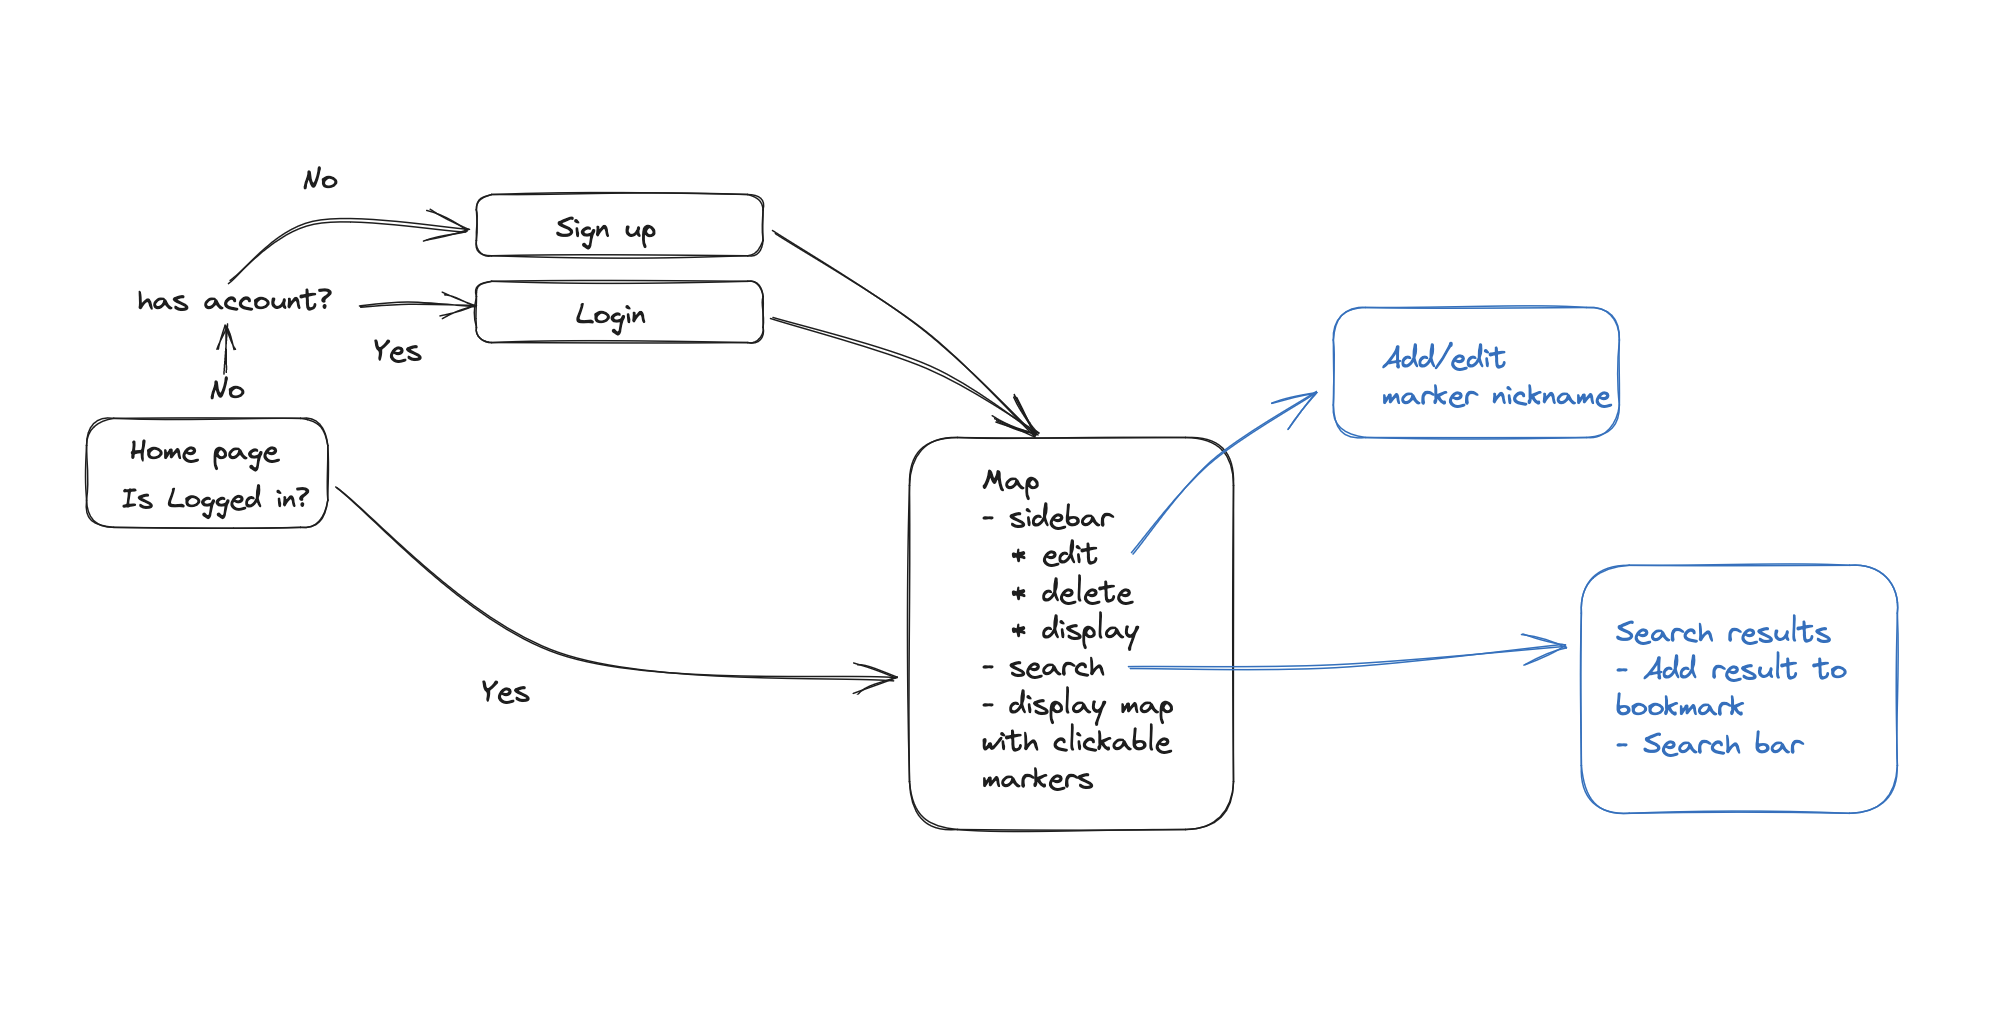 No
Sign up
has account?
Login
Yes
No
Home page
Is Logged in?
Yes
Map
- sidebar
* edit
* delete
* display
- search
- display map
with clickable
markers
Add/edit
marker nickname
Search results
- Add result to
bookmark
- Search bar